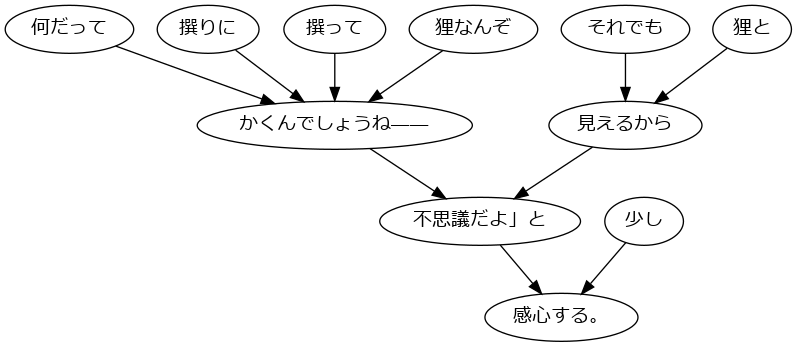 何だって
撰りに
撰って
狸なんぞ
それでも
狸と
かくんでしょうね――
見えるから
不思議だよ」と
少し
感心する。